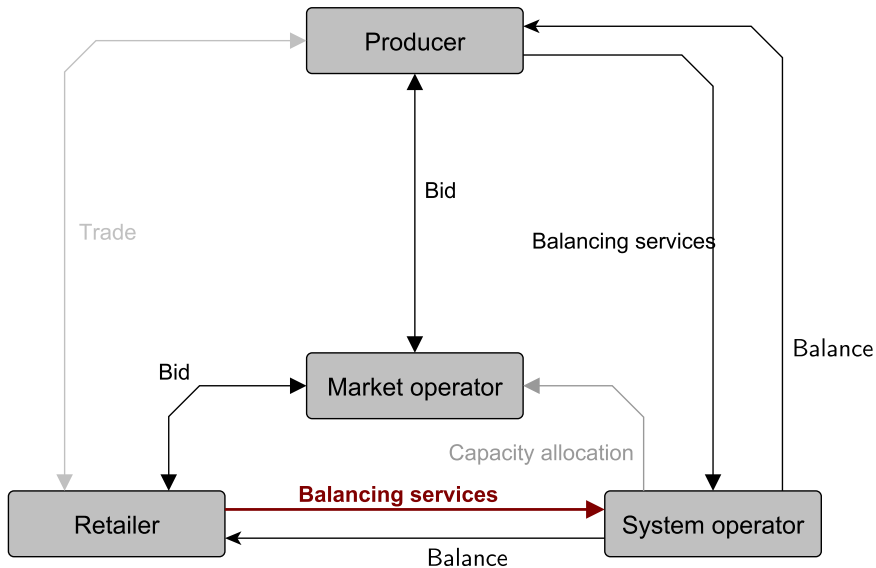 Producer
Bid
Trade
Balancing services
Balance
Bid
Market operator
Capacity allocation
Balancing services
Retailer
System operator
Balance